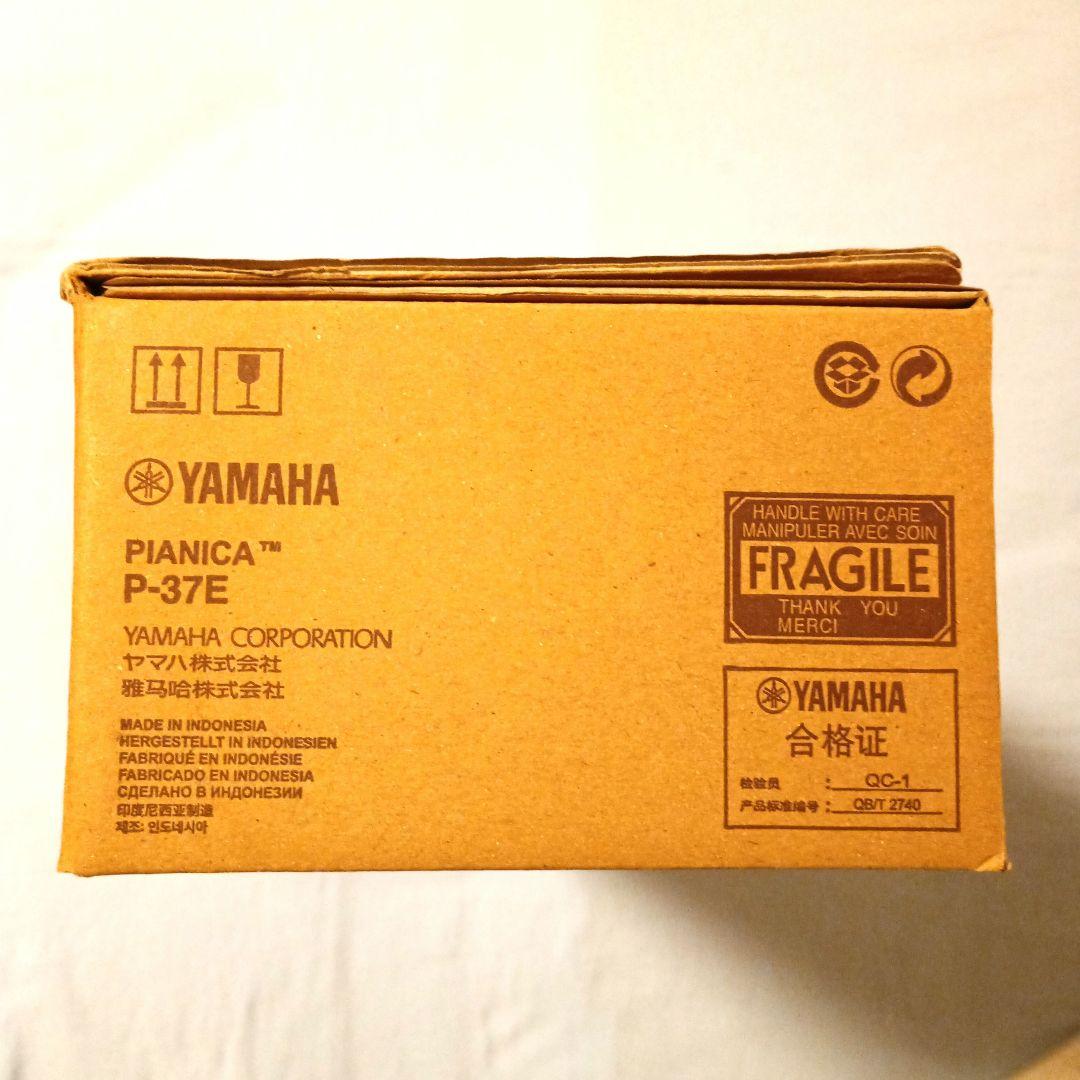 YAMAHA
PIANICA™
P-37E
YAMAHA CORPORATION
ヤマハ株式会社
雅马哈株式会社
MADE IN INDONESIA
HERGESTELLT IN INDONESIEN
FABRIQUÉ EN INDONÉSIE
FABRICADO EN INDONESIA
СДЕЛАНО В ИНДОНЕЗИИ
印度尼西亚制造
제조: 인도네시아
HANDLE WITH CARE
MANIPULER AVEC SOIN
FRAGILE
THANK YOU
MERCI
YAMAHA
合格证
检验员 : QC-1
产品标准编号 : QB/T 2740